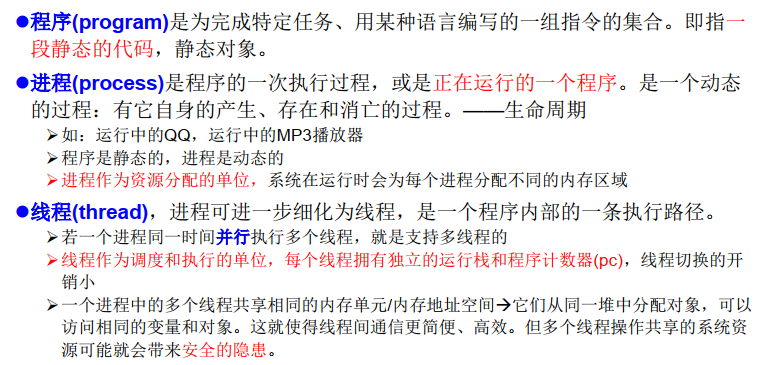 ●程序(program)是为完成特定任务、用某种语言编写的一组指令的集合。即指一
段静态的代码，静态对象。
●进程(process)是程序的一次执行过程，或是正在运行的一个程序。是一个动态
的过程：有它自身的产生、存在和消亡的过程。——生命周期
➢如：运行中的QQ，运行中的MP3播放器
➢程序是静态的，进程是动态的
➢进程作为资源分配的单位，系统在运行时会为每个进程分配不同的内存区域
●线程(thread)，进程可进一步细化为线程，是一个程序内部的一条执行路径。
➢若一个进程同一时间并行执行多个线程，就是支持多线程的
➢线程作为调度和执行的单位，每个线程拥有独立的运行栈和程序计数器(pc)，线程切换的开
销小
➢一个进程中的多个线程共享相同的内存单元/内存地址空间→它们从同一堆中分配对象，可以
访问相同的变量和对象。这就使得线程间通信更简便、高效。但多个线程操作共享的系统资
源可能就会带来安全的隐患。